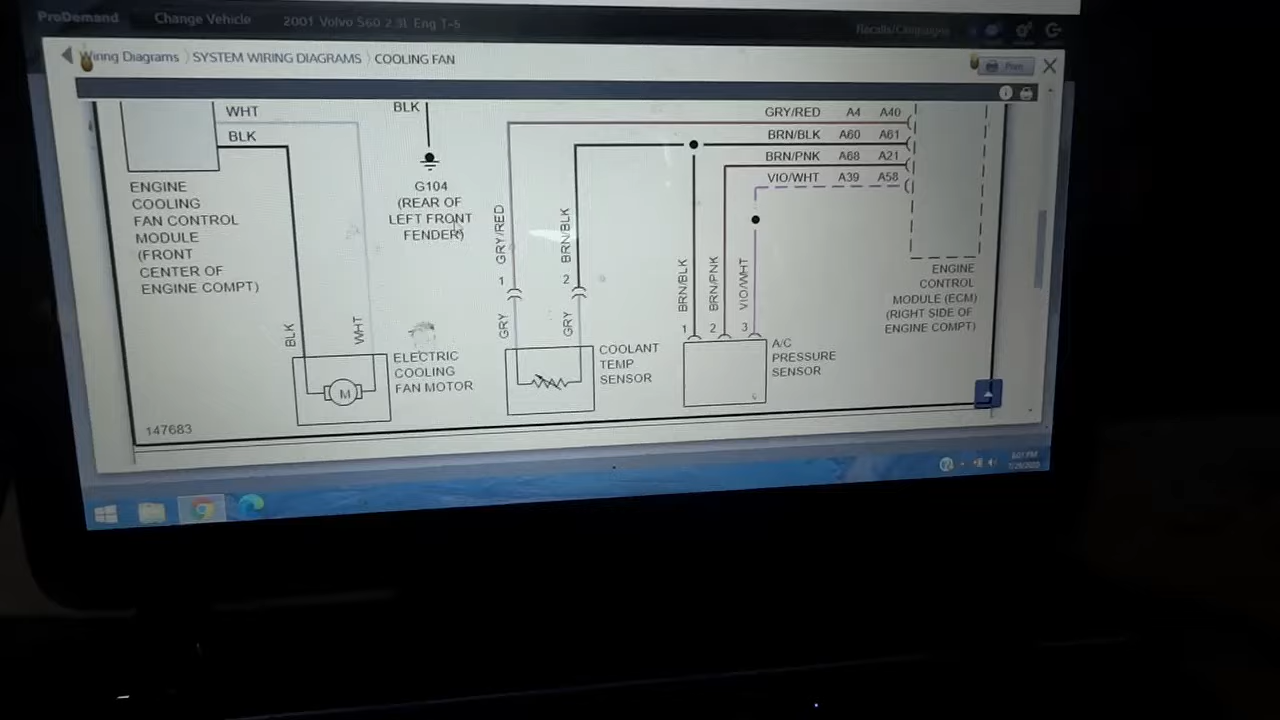 ProDemand Change Vehicle 2001 Volvo S60 2.3L Eng T-5 Recalls/Campaigns
Wiring Diagrams SYSTEM WIRING DIAGRAMS COOLING FAN Print
WHT
BLK
BLK
GRY/RED A4 A40
BRN/BLK A60 A61
BRN/PNK A68 A21
VIO/WHT A39 A58
ENGINE
COOLING
FAN CONTROL
MODULE
(FRONT
CENTER OF
ENGINE COMPT)
G104
(REAR OF
LEFT FRONT
FENDER)
GRY/RED
BRN/BLK
1
2
GRY
GRY
BRN/BLK
BRN/PNK
VIO/WHT
1
2
3
ENGINE
CONTROL
MODULE (ECM)
(RIGHT SIDE OF
ENGINE COMPT)
BLK
WHT
M
ELECTRIC
COOLING
FAN MOTOR
COOLANT
TEMP
SENSOR
A/C
PRESSURE
SENSOR
147683